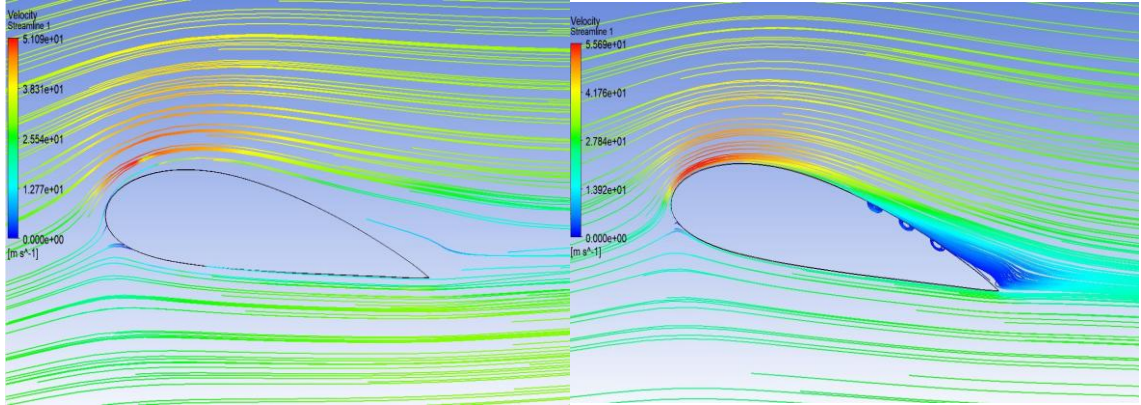 Velocity
Streamline 1
5.109e+01
3.831e+01
2.554e+01
1.277e+01
0.000e+00
[m s^-1]
Velocity
Streamline 1
5.569e+01
4.176e+01
2.784e+01
1.392e+01
0.000e+00
[m s^-1]